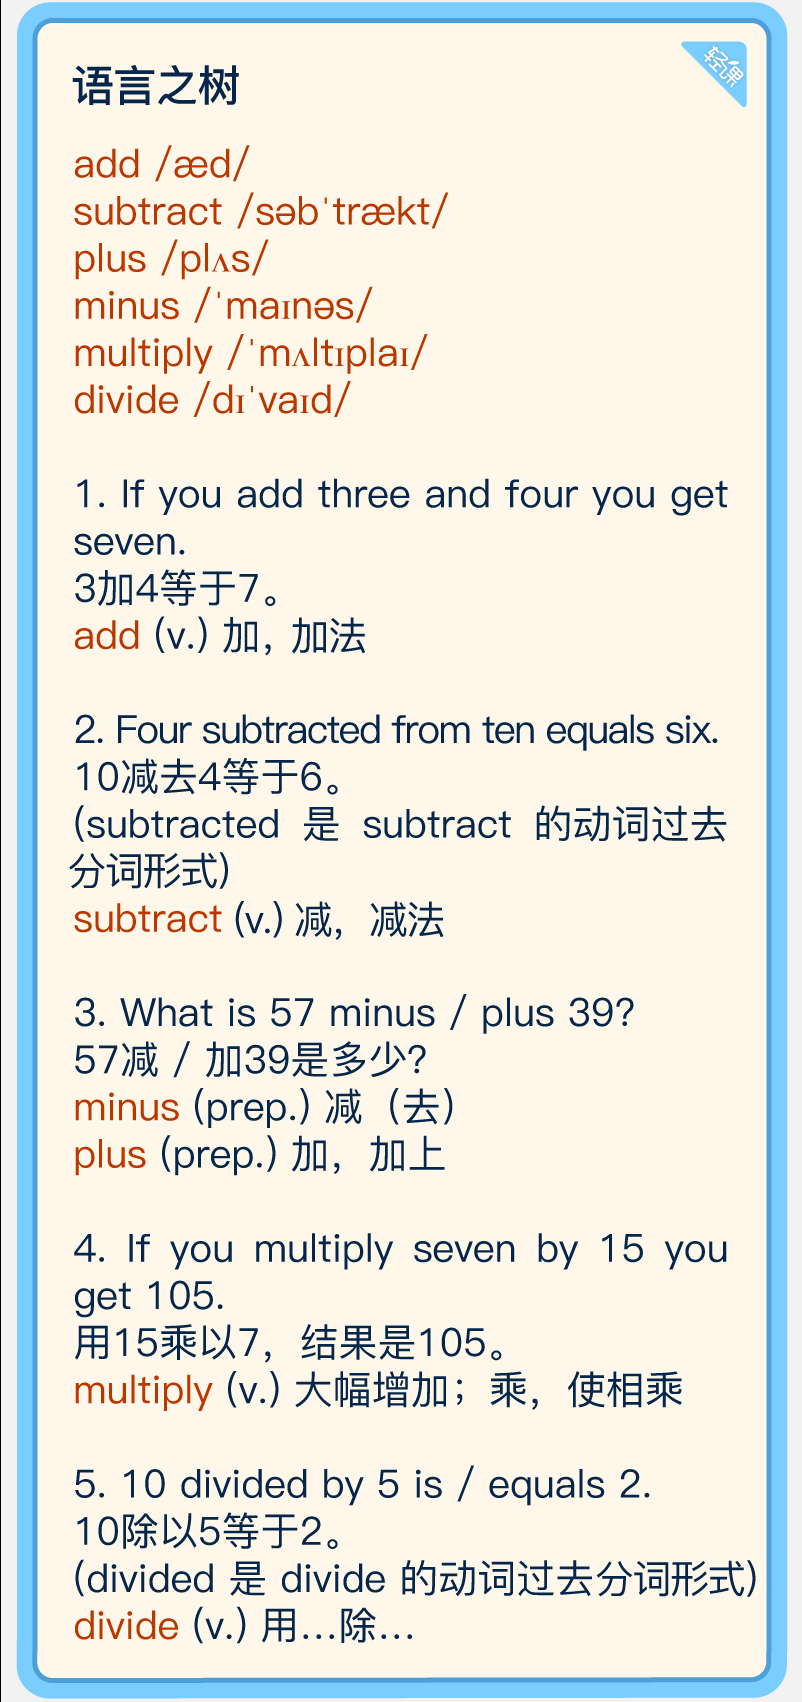 语言之树
轻课
add /æd/
subtract /səbˈtrækt/
plus /plʌs/
minus /ˈmaɪnəs/
multiply /ˈmʌltɪplaɪ/
divide /dɪˈvaɪd/
1. If you add three and four you get
seven.
3加4等于7。
add (v.) 加, 加法
2. Four subtracted from ten equals six.
10减去4等于6。
(subtracted 是 subtract 的动词过去
分词形式)
subtract (v.) 减，减法
3. What is 57 minus / plus 39?
57减 / 加39是多少?
minus (prep.) 减（去）
plus (prep.) 加，加上
4. If you multiply seven by 15 you
get 105.
用15乘以7，结果是105。
multiply (v.) 大幅增加；乘，使相乘
5. 10 divided by 5 is / equals 2.
10除以5等于2。
(divided 是 divide 的动词过去分词形式)
divide (v.) 用…除…